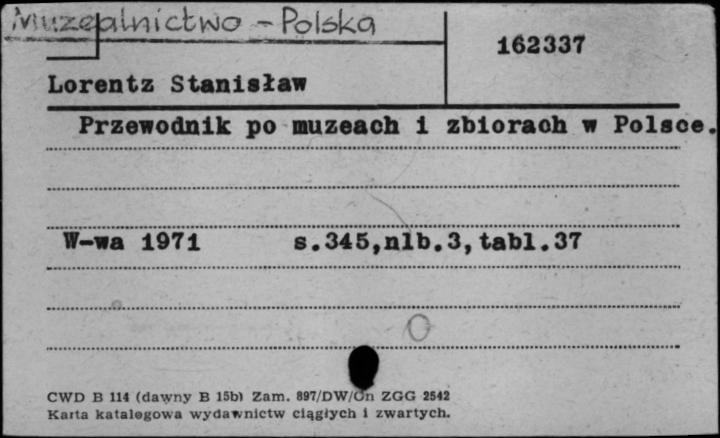 Muzealnictwo - Polska
162337
Lorentz Stanisław
Przewodnik po muzeach i zbiorach w Polsce.
W-wa 1971 s.345,nlb.3,tabl.37
CWD B 114 (dawny B 15b) Zam. 897/DW/On ZGG 2542
Karta katalogowa wydawnictw ciągłych i zwartych.